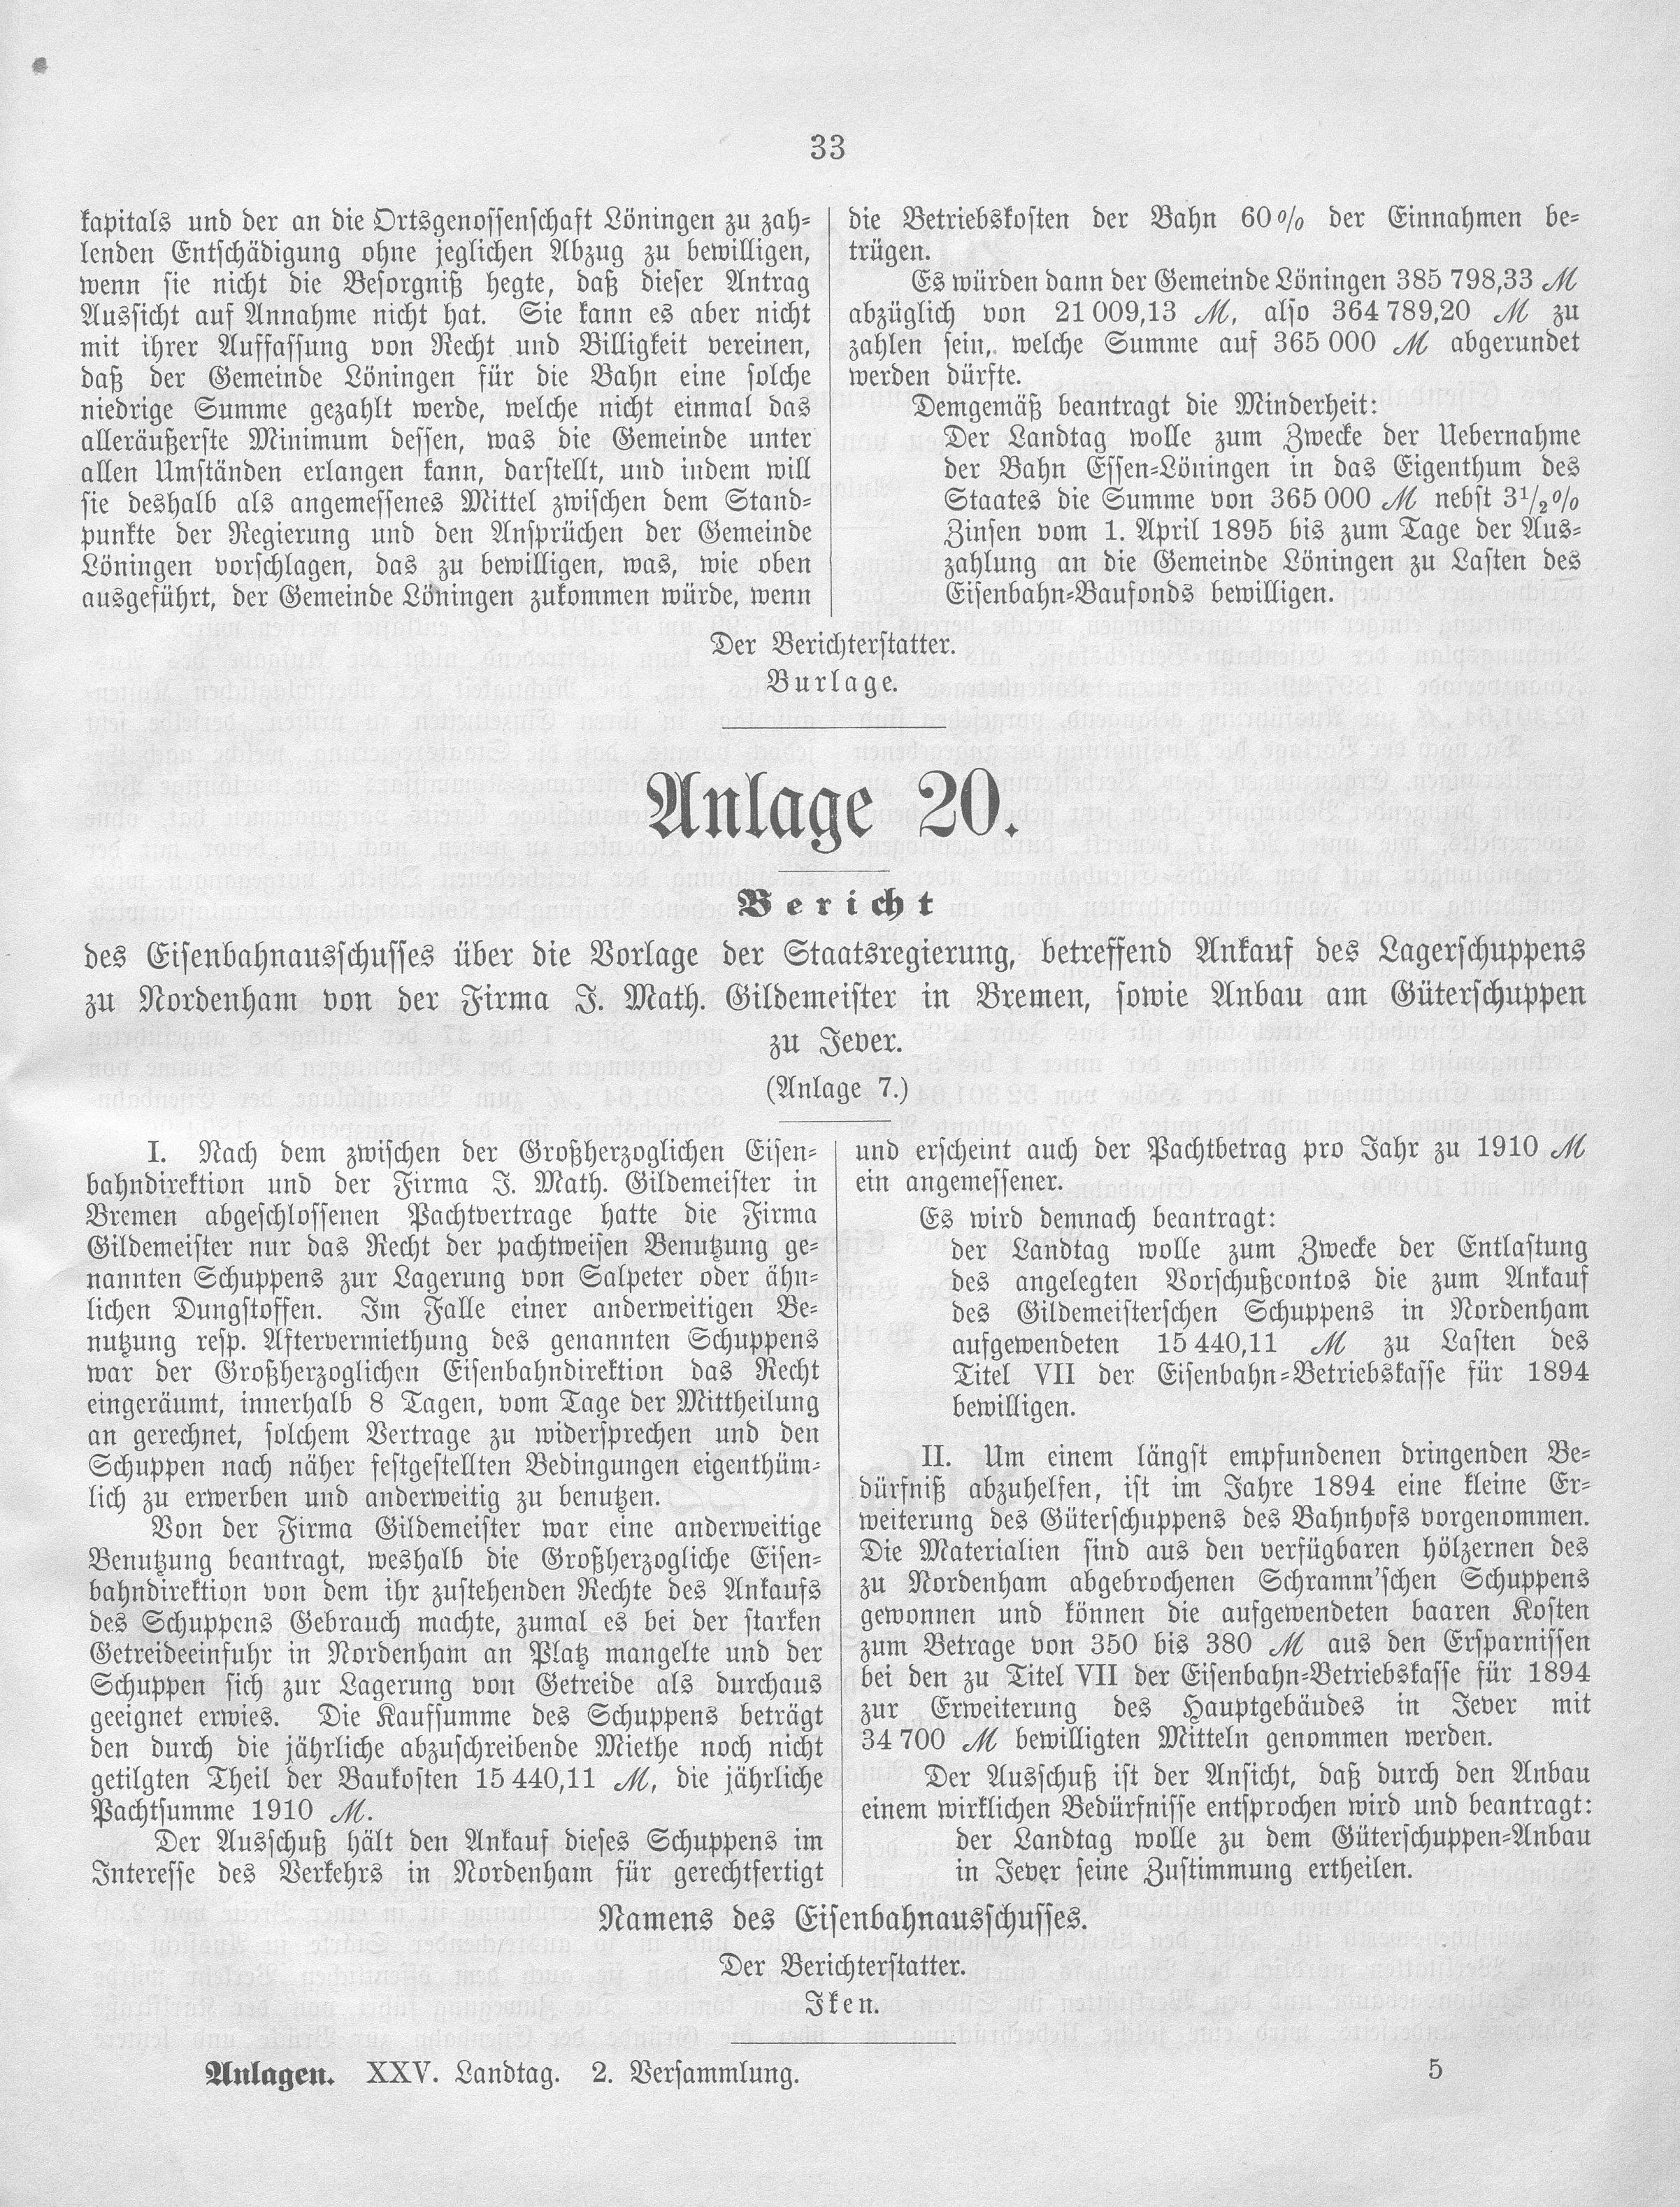 33
kapitals und der an die Ortsgenossenschaft Löningen zu zah-
lenden Entschädigung ohne jeglichen Abzug zu bewilligen,
wenn sie nicht die Besorgniß hegte, daß dieser Antrag
Aussicht auf Annahme nicht hat. Sie kann es aber nicht
mit ihrer Auffassung von Recht und Billigkeit vereinen,
daß der Gemeinde Löningen für die Bahn eine solche
niedrige Summe gezahlt werde, welche nicht einmal das
alleräußerste Minimum dessen, was die Gemeinde unter
allen Umständen erlangen kann, darstellt, und indem will
sie deshalb als angemessenes Mittel zwischen dem Stand-
punkte der Regierung und den Ansprüchen der Gemeinde
Löningen vorschlagen, das zu bewilligen, was, wie oben
ausgeführt, der Gemeinde Löningen zukommen würde, wenn
die Betriebskosten der Bahn 60% der Einnahmen be-
trügen.
Es würden dann der Gemeinde Löningen 385 798,33 ℳ
abzüglich von 21 009,13 ℳ, also 364 789,20 ℳ zu
zahlen sein, welche Summe auf 365 000 ℳ abgerundet
werden dürfte.
Demgemäß beantragt die Minderheit:
Der Landtag wolle zum Zwecke der Uebernahme
der Bahn Essen-Löningen in das Eigenthum des
Staates die Summe von 365 000 ℳ nebst 3½%
Zinsen vom 1. April 1895 bis zum Tage der Aus-
zahlung an die Gemeinde Löningen zu Lasten des
Eisenbahn-Baufonds bewilligen.
Der Berichterstatter.
Burlage.
Anlage 20.
Bericht
des Eisenbahnausschusses über die Vorlage der Staatsregierung, betreffend Ankauf des Lagerschuppens
zu Nordenham von der Firma J. Math. Gildemeister in Bremen, sowie Anbau am Güterschuppen
zu Jever.
(Anlage 7.)
I. Nach dem zwischen der Großherzoglichen Eisen-
bahndirektion und der Firma J. Math. Gildemeister in
Bremen abgeschlossenen Pachtvertrage hatte die Firma
Gildemeister nur das Recht der pachtweisen Benutzung ge-
nannten Schuppens zur Lagerung von Salpeter oder ähn-
lichen Dungstoffen. Im Falle einer anderweitigen Be-
nutzung resp. Aftervermiethung des genannten Schuppens
war der Großherzoglichen Eisenbahndirektion das Recht
eingeräumt, innerhalb 8 Tagen, vom Tage der Mittheilung
an gerechnet, solchem Vertrage zu widersprechen und den
Schuppen nach näher festgestellten Bedingungen eigenthüm-
lich zu erwerben und anderweitig zu benutzen.
Von der Firma Gildemeister war eine anderweitige
Benutzung beantragt, weshalb die Großherzogliche Eisen-
bahndirektion von dem ihr zustehenden Rechte des Ankaufs
des Schuppens Gebrauch machte, zumal es bei der starken
Getreideeinfuhr in Nordenham an Platz mangelte und der
Schuppen sich zur Lagerung von Getreide als durchaus
geeignet erwies. Die Kaufsumme des Schuppens beträgt
den durch die jährliche abzuschreibende Miethe noch nicht
getilgten Theil der Baukosten 15 440,11 ℳ, die jährliche
Pachtsumme 1910 ℳ.
Der Ausschuß hält den Ankauf dieses Schuppens im
Interesse des Verkehrs in Nordenham für gerechtfertigt
und erscheint auch der Pachtbetrag pro Jahr zu 1910 ℳ
ein angemessener.
Es wird demnach beantragt:
der Landtag wolle zum Zwecke der Entlastung
des angelegten Vorschußcontos die zum Ankauf
des Gildemeisterschen Schuppens in Nordenham
aufgewendeten 15 440,11 ℳ zu Lasten des
Titel VII der Eisenbahn-Betriebskasse für 1894
bewilligen.
II. Um einem längst empfundenen dringenden Be-
dürfniß abzuhelfen, ist im Jahre 1894 eine kleine Er-
weiterung des Güterschuppens des Bahnhofs vorgenommen.
Die Materialien sind aus den verfügbaren hölzernen des
zu Nordenham abgebrochenen Schramm'schen Schuppens
gewonnen und können die aufgewendeten baaren Kosten
zum Betrage von 350 bis 380 ℳ aus den Ersparnissen
bei den zu Titel VII der Eisenbahn-Betriebskasse für 1894
zur Erweiterung des Hauptgebäudes in Jever mit
34 700 ℳ bewilligten Mitteln genommen werden.
Der Ausschuß ist der Ansicht, daß durch den Anbau
einem wirklichen Bedürfnisse entsprochen wird und beantragt:
der Landtag wolle zu dem Güterschuppen-Anbau
in Jever seine Zustimmung ertheilen.
Namens des Eisenbahnausschusses.
Der Berichterstatter.
Iken.
Anlagen. XXV. Landtag. 2. Versammlung. 5